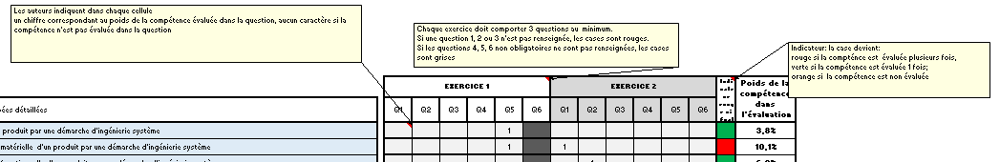 Les auteurs indiquent dans chaque cellule
un chiffre correspondant au poids de la compétence évaluée dans la question, aucun caractère si la
compétence n'est pas évaluée dans la question
Chaque exercice doit comporter 3 questions au minimum.
Si une question 1, 2 ou 3 n'est pas renseignée, les cases sont rouges.
Si les questions 4, 5, 6 non obligatoires ne sont pas renseignées, les cases
sont grises
Indicateur: la case devient:
rouge si la compténce est évaluée plusieurs fois,
verte si la compétence est évaluée 1 fois;
orange si la compétence est non évaluée
EXERCICE 1 EXERCICE 2
Poids de la
compétence
dans
l'évaluation
ées détaillées Q1 Q2 Q3 Q4 Q5 Q6 Q1 Q2 Q3 Q4 Q5 Q6
produit par une démarche d'ingénierie système 1 3,8%
matérielle d'un produit par une démarche d'ingénierie système 1 1 10,1%